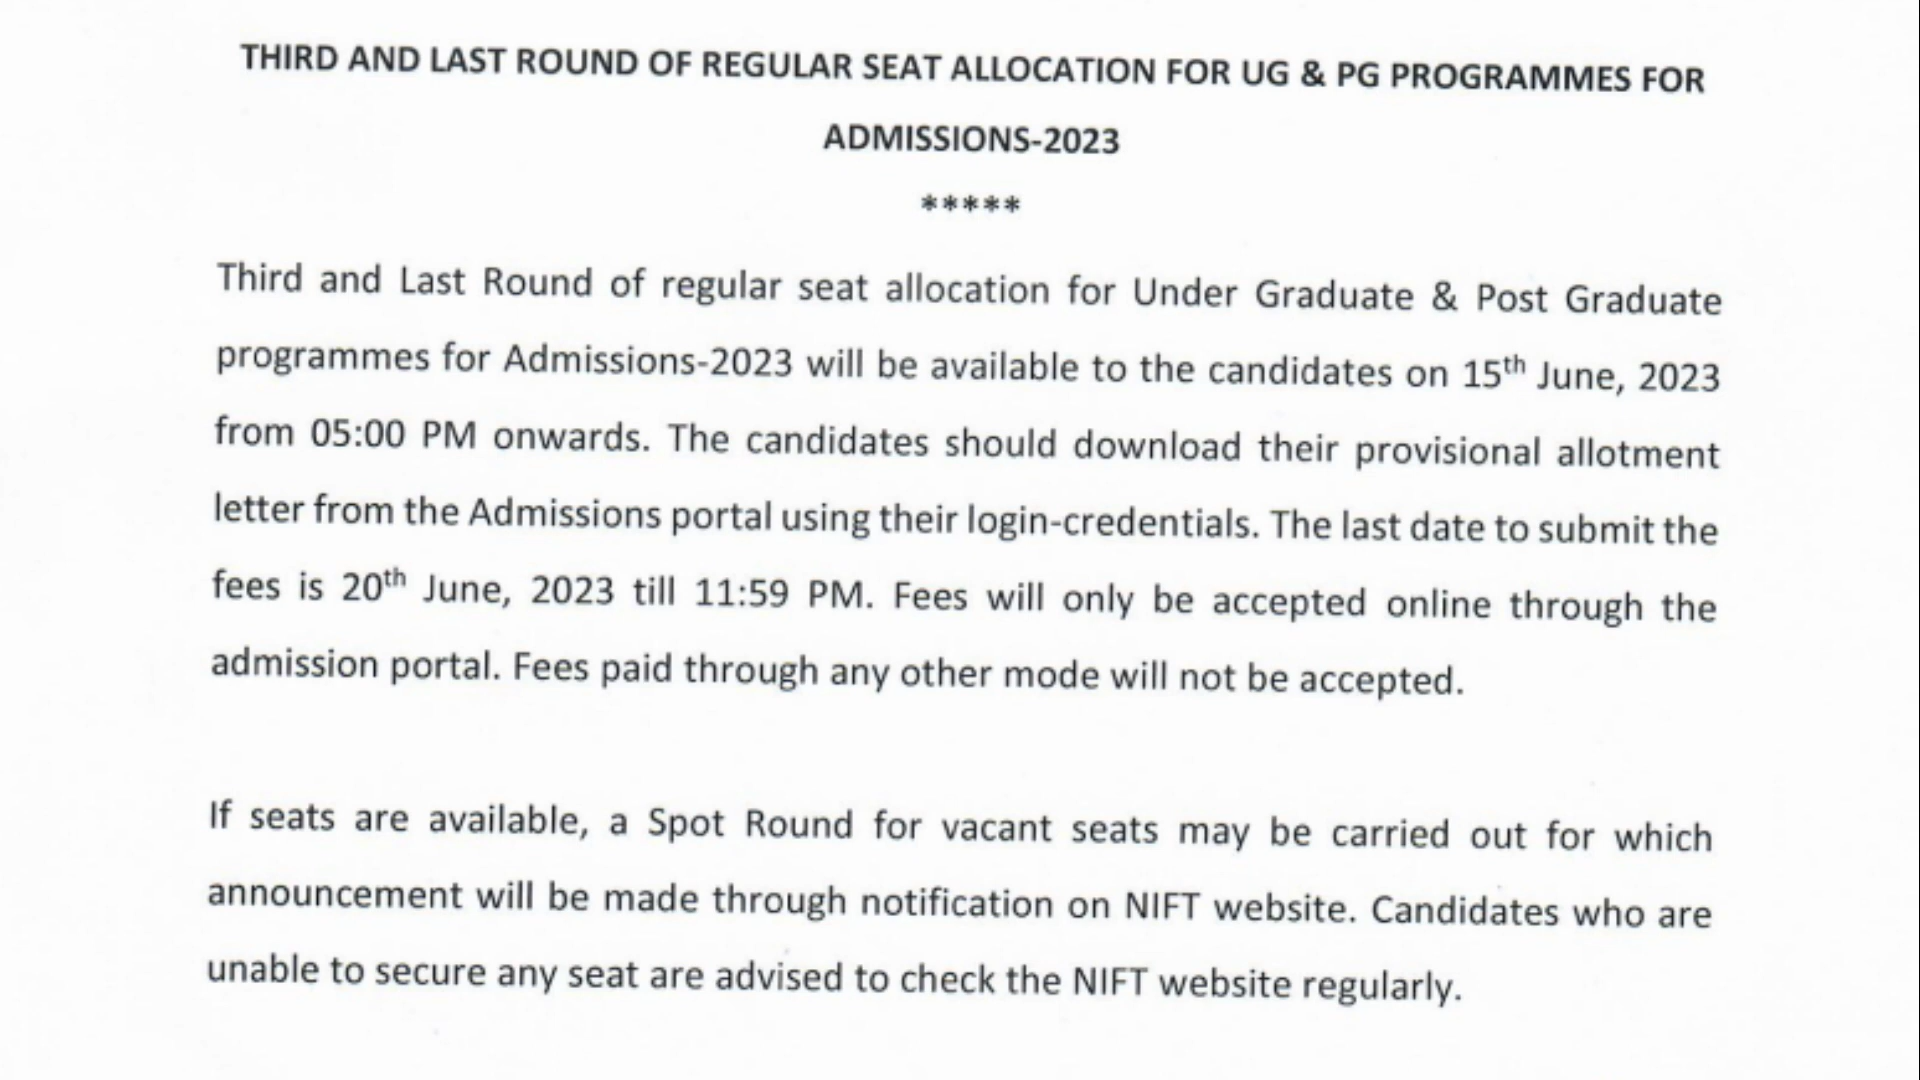 THIRD AND LAST ROUND OF REGULAR SEAT ALLOCATION FOR UG & PG PROGRAMMES FOR
ADMISSIONS-2023
*****
Third and Last Round of regular seat allocation for Under Graduate & Post Graduate
programmes for Admissions-2023 will be available to the candidates on 15th June, 2023
from 05:00 PM onwards. The candidates should download their provisional allotment
letter from the Admissions portal using their login-credentials. The last date to submit the
fees is 20th June, 2023 till 11:59 PM. Fees will only be accepted online through the
admission portal. Fees paid through any other mode will not be accepted.
If seats are available, a Spot Round for vacant seats may be carried out for which
announcement will be made through notification on NIFT website. Candidates who are
unable to secure any seat are advised to check the NIFT website regularly.